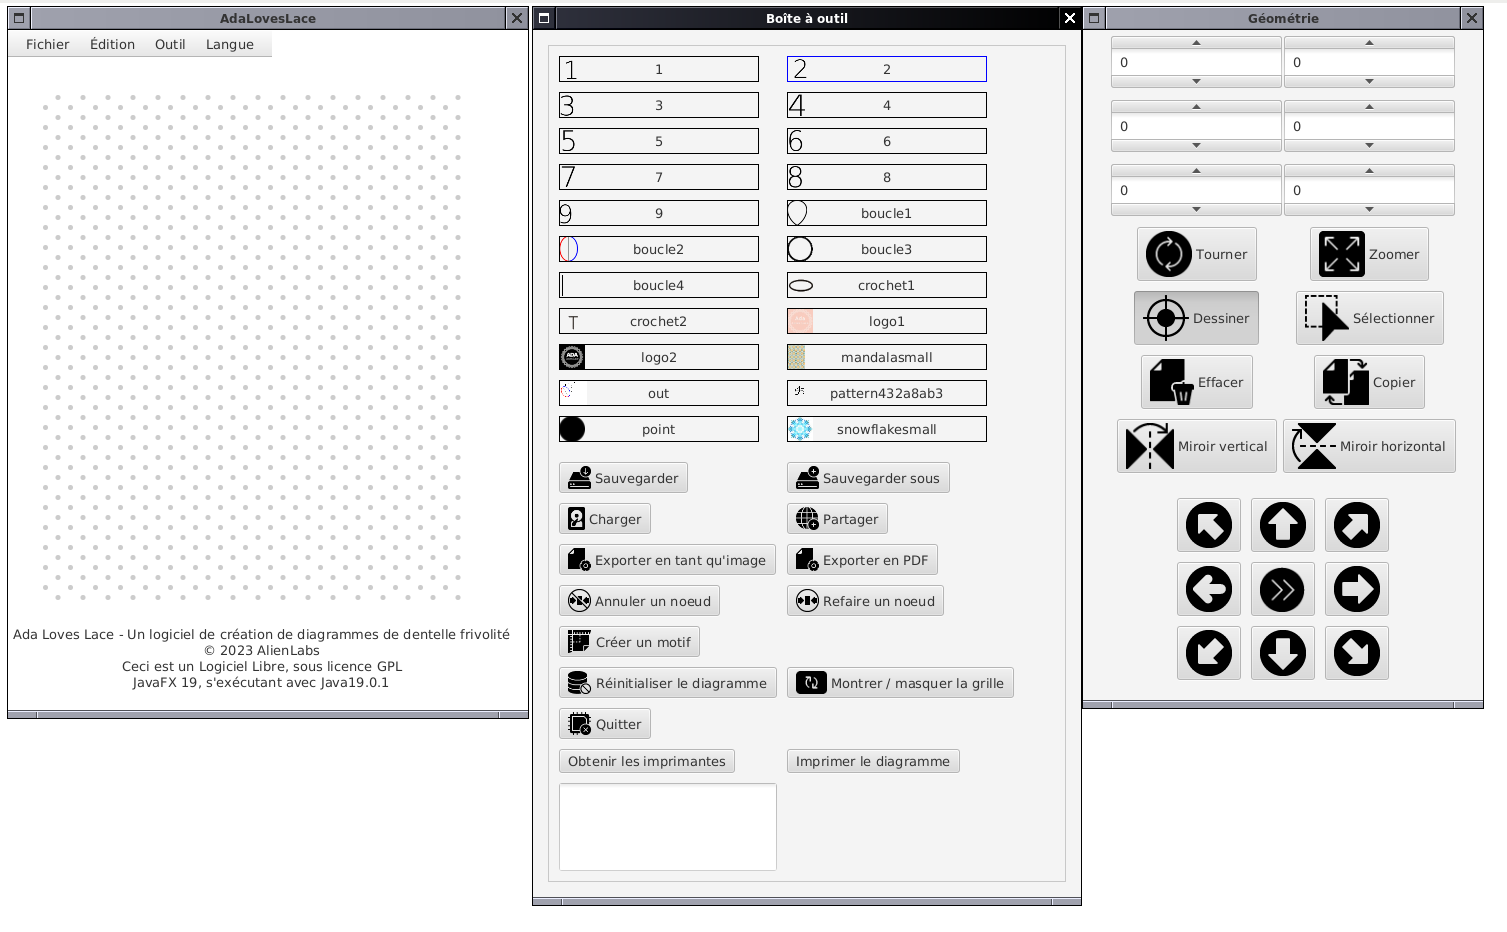 AdaLovesLace
Fichier Édition Outil Langue
Ada Loves Lace - Un logiciel de création de diagrammes de dentelle frivolité
© 2023 AlienLabs
Ceci est un Logiciel Libre, sous licence GPL
JavaFX 19, s'exécutant avec Java19.0.1
Boîte à outil
1 1 2 2
3 3 4 4
5 5 6 6
7 7 8 8
9 9 boucle1
boucle2 boucle3
boucle4 crochet1
T crochet2 logo1
ADA logo2 mandalasmall
out pattern432a8ab3
point snowflakesmall
Sauvegarder Sauvegarder sous
Charger Partager
Exporter en tant qu'image Exporter en PDF
Annuler un noeud Refaire un noeud
Créer un motif
Réinitialiser le diagramme Montrer / masquer la grille
Quitter
Obtenir les imprimantes Imprimer le diagramme
Géométrie
0 0
0 0
0 0
Tourner Zoomer
Dessiner Sélectionner
Effacer Copier
Miroir vertical Miroir horizontal